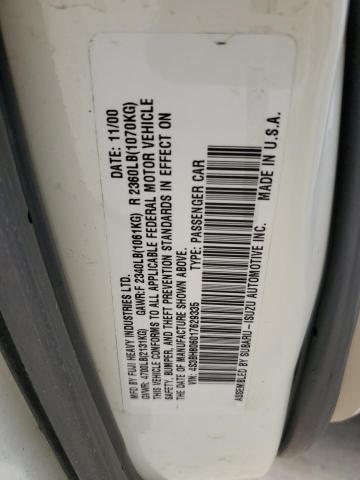 MFD BY FUJI HEAVY INDUSTRIES LTD. DATE: 11/00
GVWR: 4700LB(2131KG) GAWR:F 2340LB(1061KG) R 2360LB(1070KG)
THIS VEHICLE CONFORMS TO ALL APPLICABLE FEDERAL MOTOR VEHICLE
SAFETY, BUMPER, AND THEFT PREVENTION STANDARDS IN EFFECT ON
THE DATE OF MANUFACTURE SHOWN ABOVE.
VIN: 4S3BH806017629335 TYPE: PASSENGER CAR
ASSEMBLED BY SUBARU-ISUZU AUTOMOTIVE INC. MADE IN U.S.A.